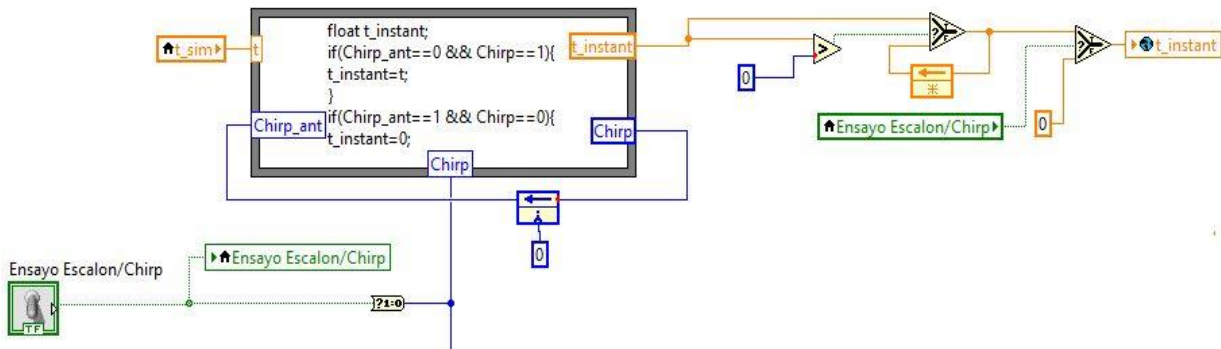 t_sim
t
float t_instant;
if(Chirp_ant==0 && Chirp==1){
t_instant=t;
}
if(Chirp_ant==1 && Chirp==0){
t_instant=0;
t_instant
Chirp_ant
Chirp
Chirp
0
>
0
?
T
F
Ensayo Escalon/Chirp
0
?
T
F
t_instant
Ensayo Escalon/Chirp
Ensayo Escalon/Chirp
TF
?1:0